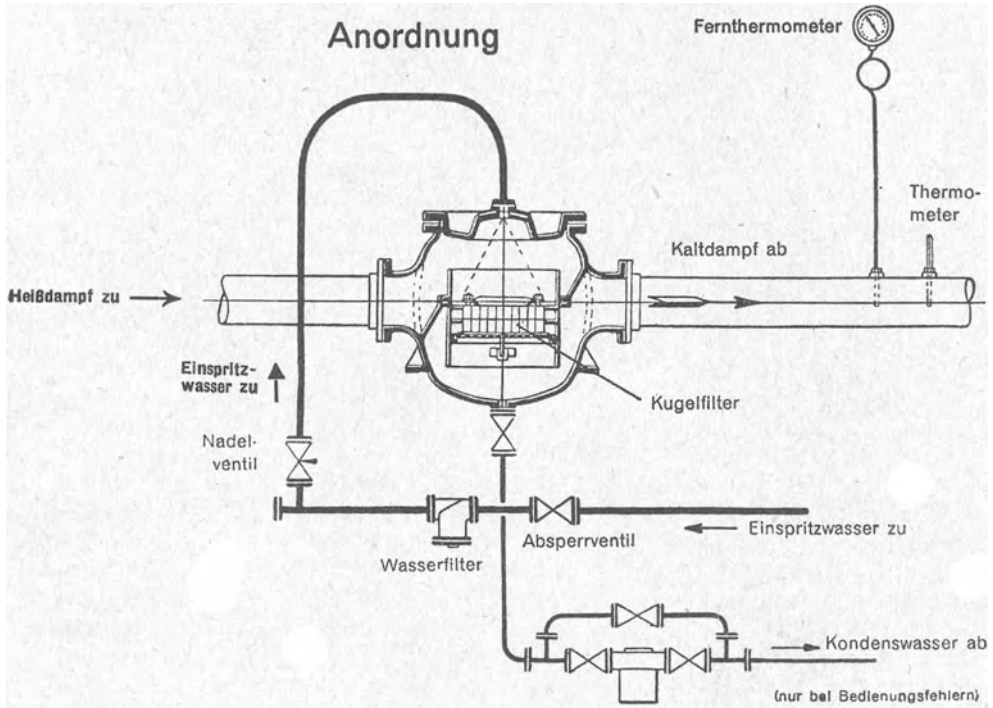 Anordnung
Fernthermometer
Thermo-
meter
Kaltdampf ab
Heißdampf zu
Einspritz-
wasser zu
Kugelfilter
Nadel-
ventil
Einspritzwasser zu
Absperrventil
Wasserfilter
Kondenswasser ab
(nur bei Bedienungsfehlern)